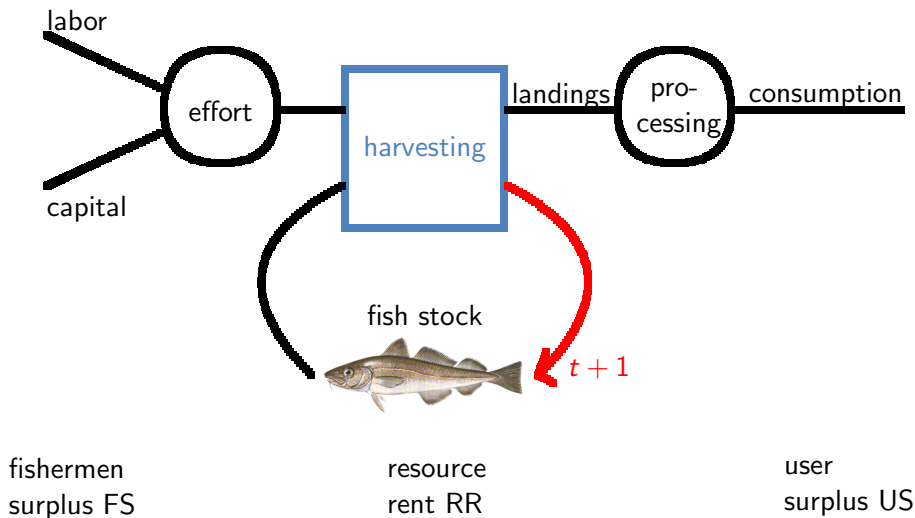 labor
effort
capital
harvesting
landings
pro-
cessing
consumption
fish stock
t + 1
fishermen
surplus FS
resource
rent RR
user
surplus US